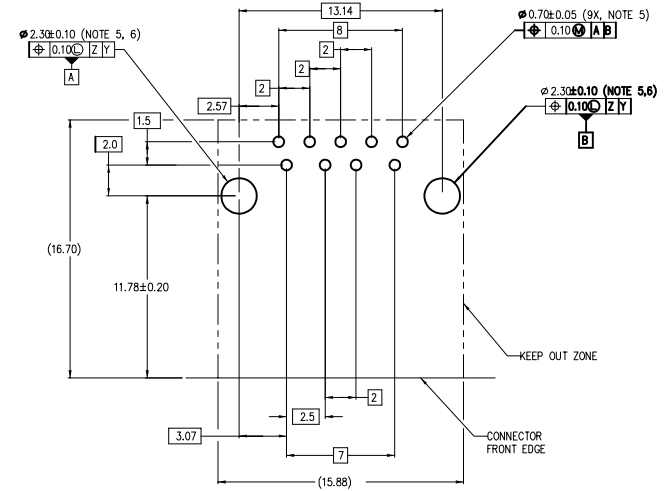 13.14
8
2
2
2
2.57
1.5
2.0
⌀2.30±0.10 (NOTE 5, 6)
⌖ 0.10Ⓛ Z Y
A
⌀0.70±0.05 (9X, NOTE 5)
⌖ 0.10Ⓜ A B
⌀2.30±0.10 (NOTE 5,6)
⌖ 0.10Ⓛ Z Y
B
(16.70)
11.78±0.20
KEEP OUT ZONE
2
2.5
3.07
7
CONNECTOR
FRONT EDGE
(15.88)